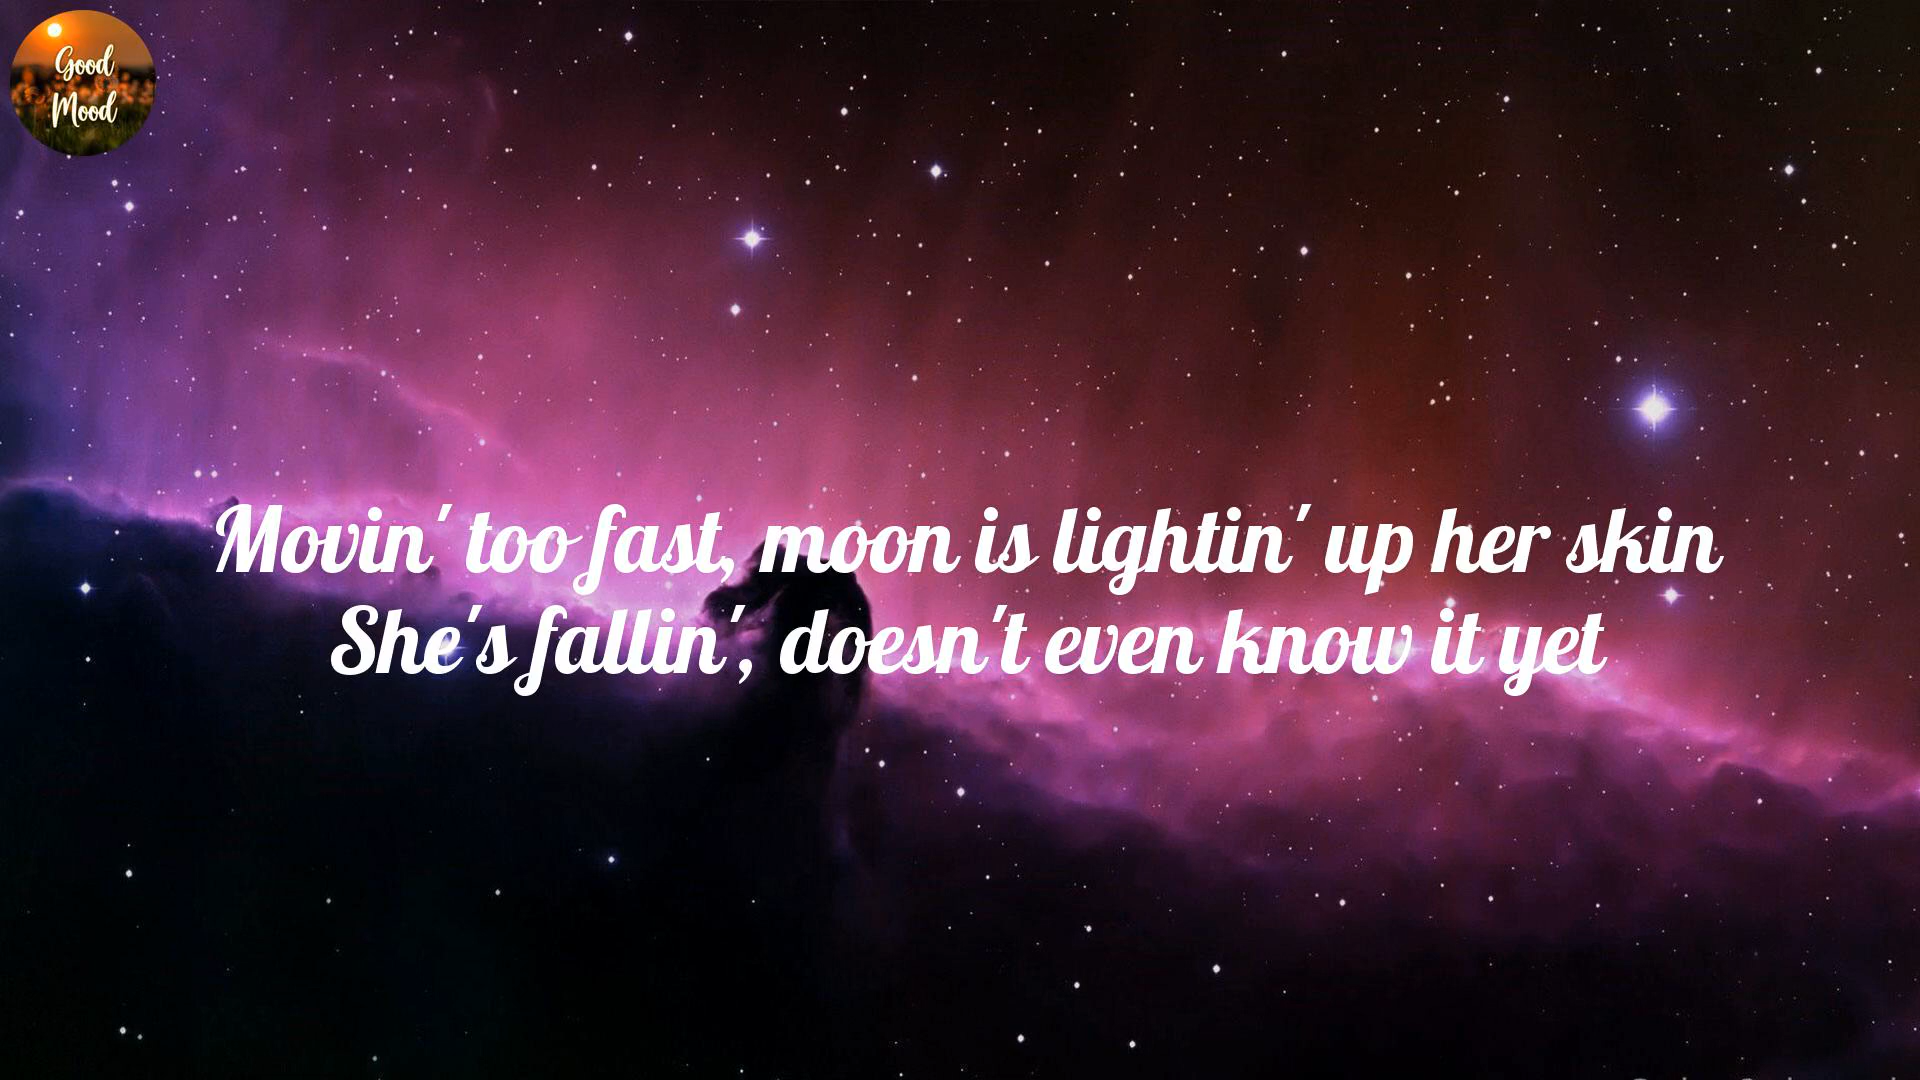 Good
Mood
Movin' too fast, moon is lightin' up her skin
She's fallin', doesn't even know it yet